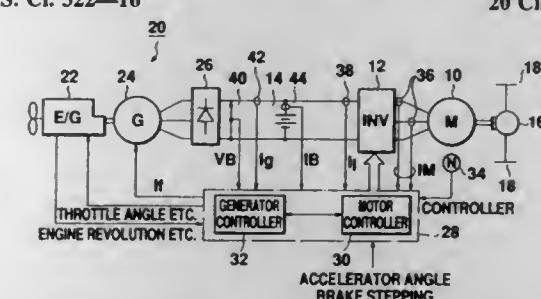 S. Cl. 322—16
20 Cl
20
22
24
26
40
42
14
44
38
12
36
10
18
E/G
G
INV
M
16
VB
Ig
IB
Ij
IM
N
34
18
If
THROTTLE ANGLE ETC.
GENERATOR
CONTROLLER
MOTOR
CONTROLLER
CONTROLLER
28
ENGINE REVOLUTION ETC.
32
30
ACCELERATOR ANGLE
BRAKE STEPPING